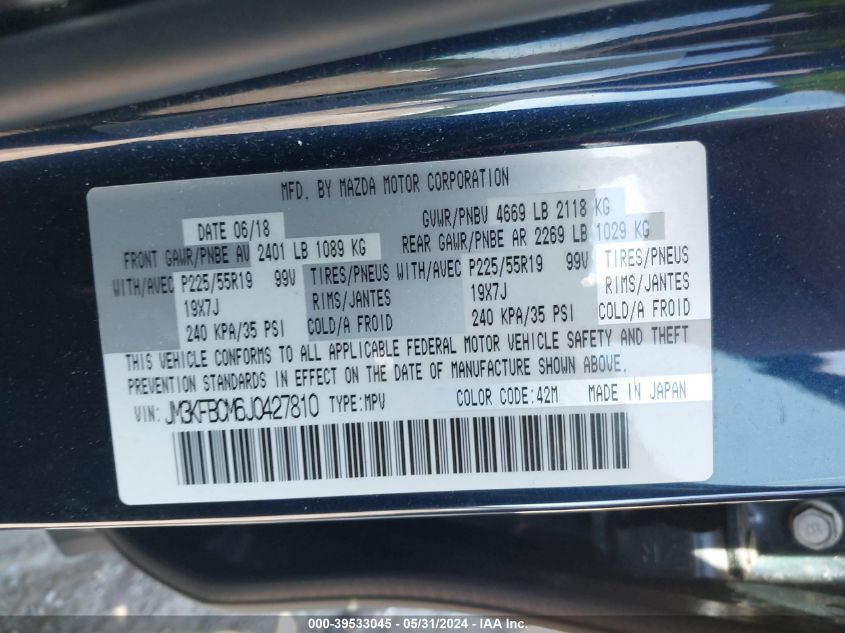 MFD. BY MAZDA MOTOR CORPORATION
DATE 06/18 GVWR/PNBV 4669 LB 2118 KG
FRONT GAWR/PNBE AV 2401 LB 1089 KG REAR GAWR/PNBE AR 2269 LB 1029 KG
WITH/AVEC P225/55R19 99V TIRES/PNEUS WITH/AVEC P225/55R19 99V TIRES/PNEUS
19X7J RIMS/JANTES 19X7J RIMS/JANTES
240 KPA/35 PSI COLD/A FROID 240 KPA/35 PSI COLD/A FROID
THIS VEHICLE CONFORMS TO ALL APPLICABLE FEDERAL MOTOR VEHICLE SAFETY AND THEFT
PREVENTION STANDARDS IN EFFECT ON THE DATE OF MANUFACTURE SHOWN ABOVE.
VIN: JM3KFBCM6J0427810 TYPE:MPV COLOR CODE:42M MADE IN JAPAN
000-39533045 - 05/31/2024 - IAA Inc.